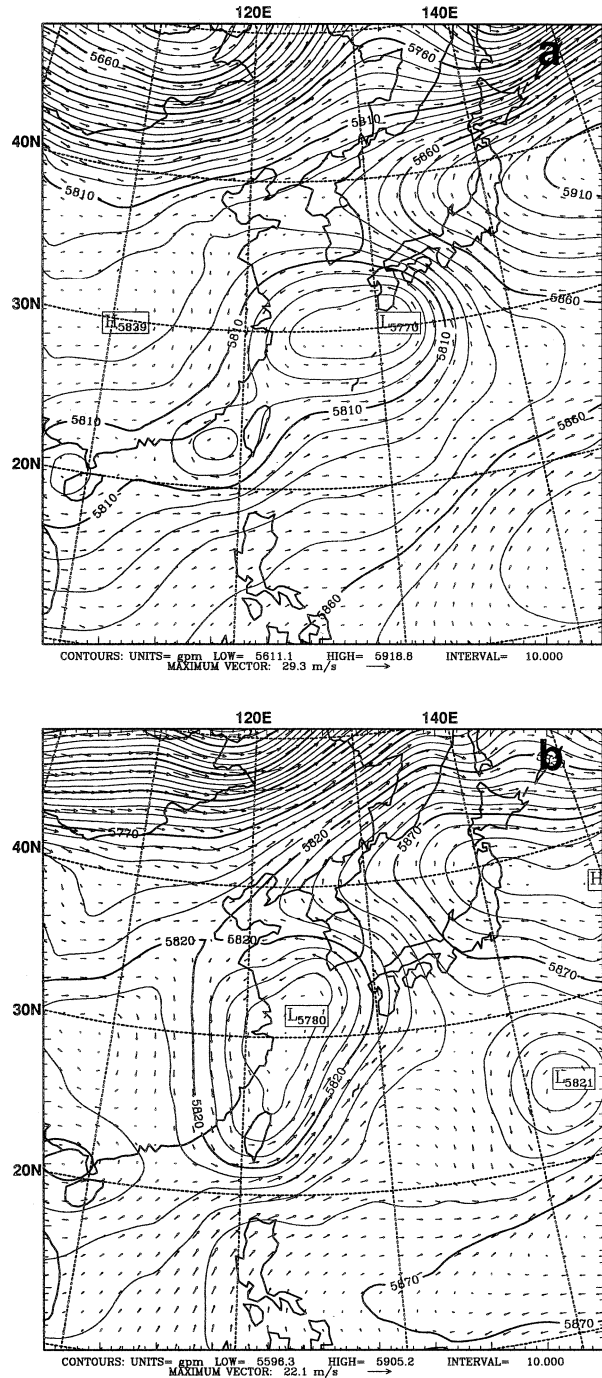 120E 140E
a
5660 5760
40N 5810
5860
5810 5910
30N H5839 5810 L5770 5860
5810
5810 5810 5860
20N 5810
5860
CONTOURS: UNITS= gpm LOW= 5611.1 HIGH= 5918.8 INTERVAL= 10.000
MAXIMUM VECTOR: 29.3 m/s
120E 140E
b
5770 5820 5870
40N
H
5820 5820 5870
30N L5780
5820 5820 L5821
20N
5870
5870
CONTOURS: UNITS= gpm LOW= 5596.3 HIGH= 5905.2 INTERVAL= 10.000
MAXIMUM VECTOR: 22.1 m/s